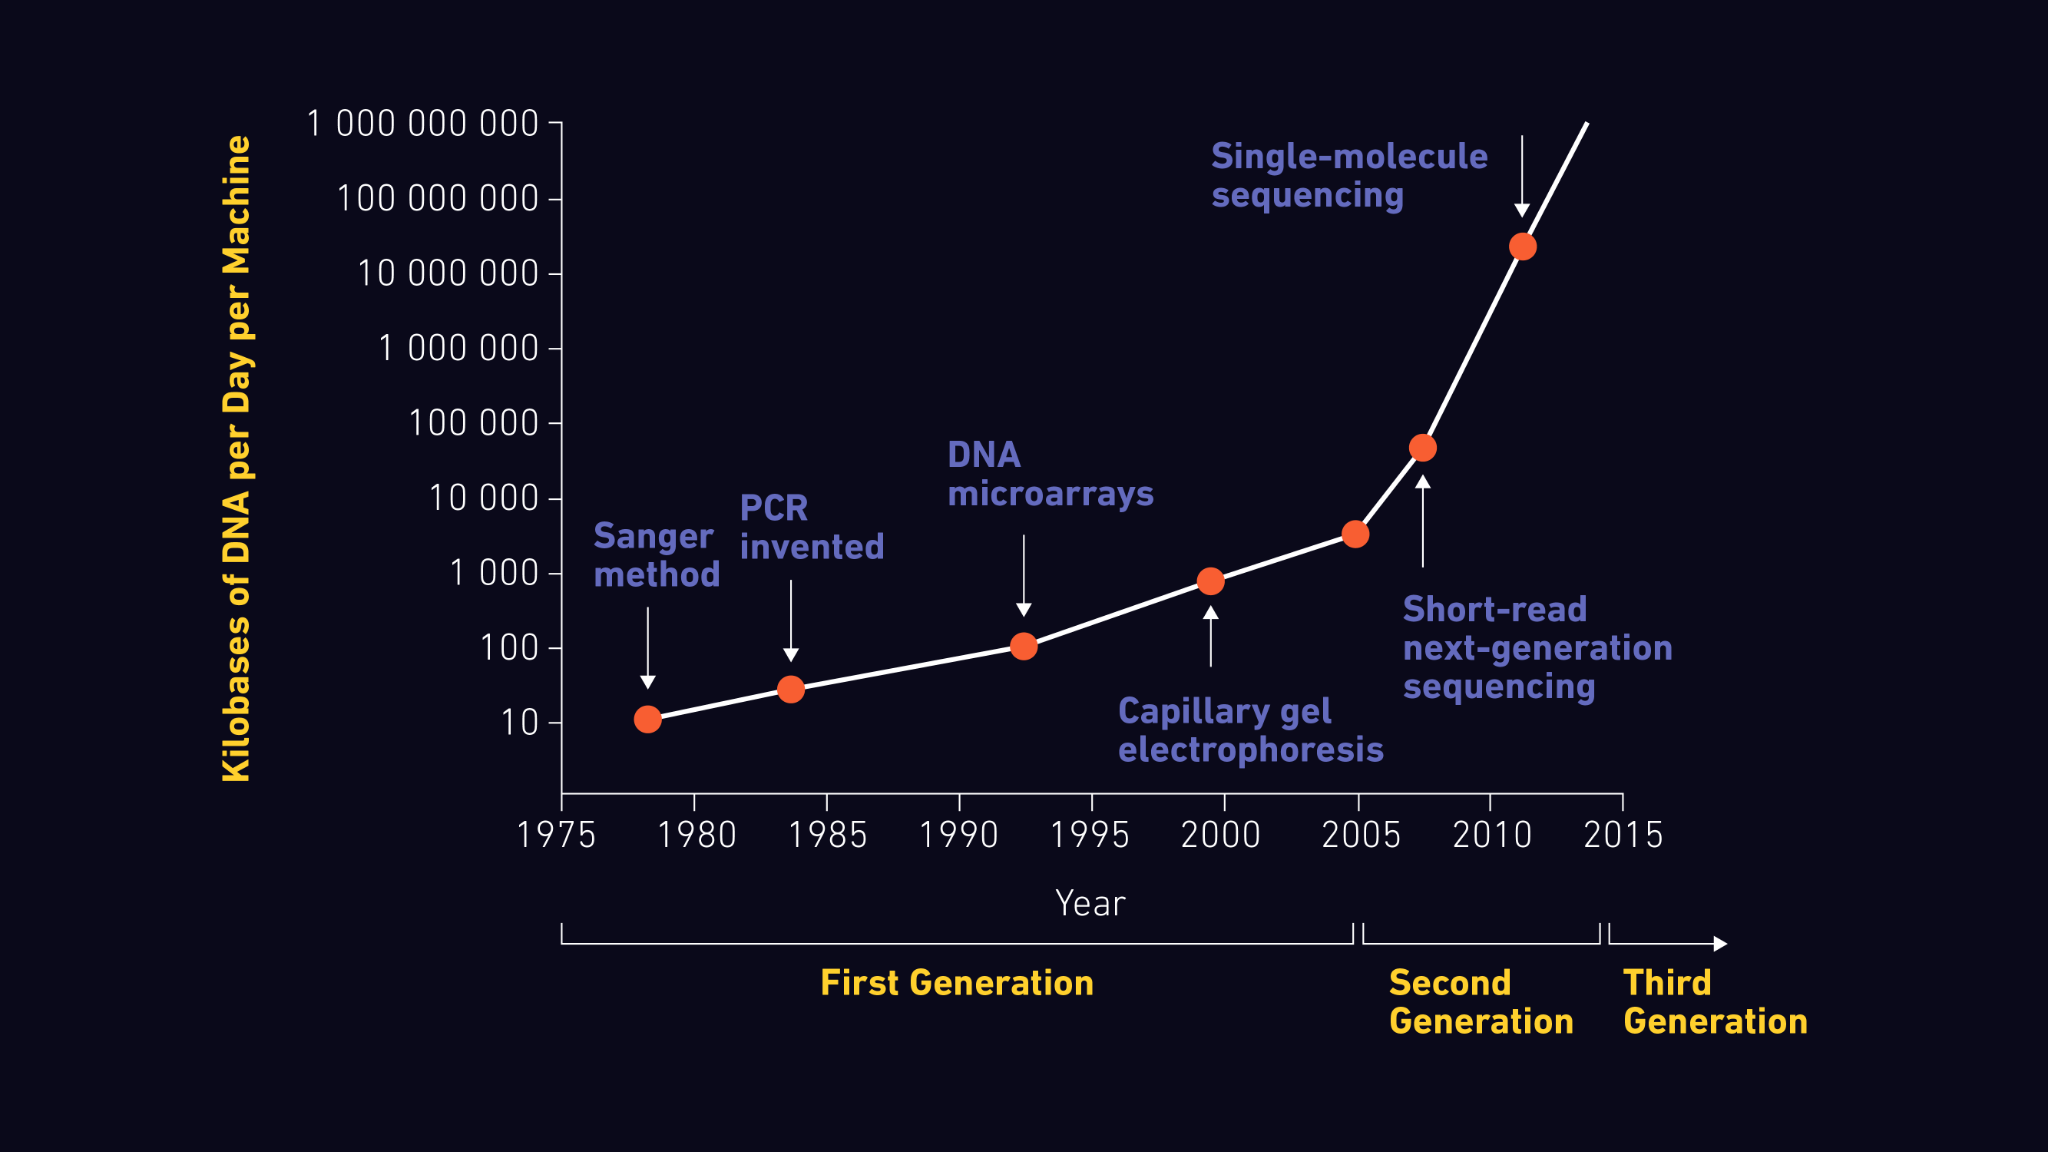 Kilobases of DNA per Day per Machine
1 000 000 000
100 000 000
10 000 000
1 000 000
100 000
10 000
1 000
100
10
Sanger
method
PCR
invented
DNA
microarrays
Capillary gel
electrophoresis
Single-molecule
sequencing
Short-read
next-generation
sequencing
1975 1980 1985 1990 1995 2000 2005 2010 2015
Year
First Generation
Second
Generation
Third
Generation